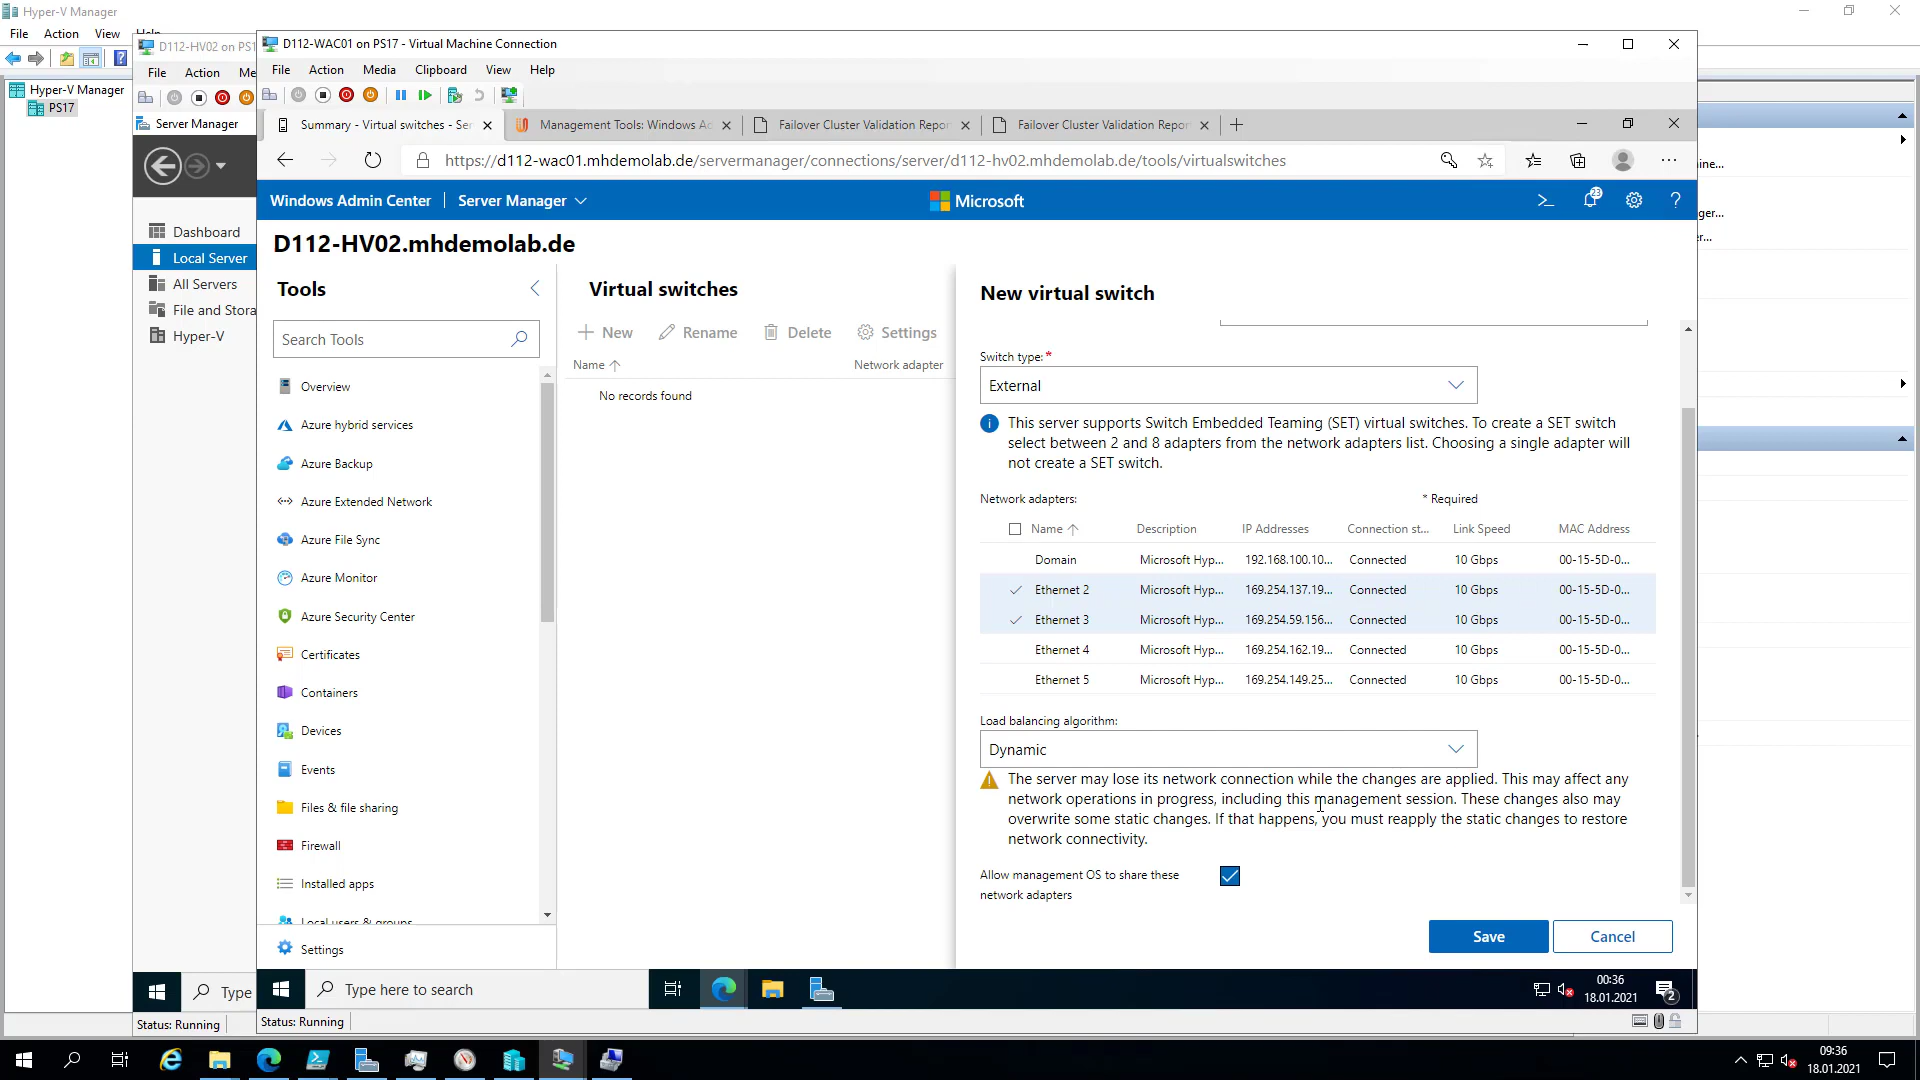 Hyper-V Manager
File Action View Help
Hyper-V Manager
PS17
D112-HV02 on PS1
File Action Me
Server Manager
Dashboard
Local Server
All Servers
File and Stora
Hyper-V
Type
Status: Running
D112-WAC01 on PS17 - Virtual Machine Connection
File Action Media Clipboard View Help
Summary - Virtual switches - Ser
Management Tools: Windows Ad
Failover Cluster Validation Repor
Failover Cluster Validation Repor
https://d112-wac01.mhdemolab.de/servermanager/connections/server/d112-hv02.mhdemolab.de/tools/virtualswitches
Windows Admin Center Server Manager
Microsoft
23
D112-HV02.mhdemolab.de
Tools
Search Tools
Overview
Azure hybrid services
Azure Backup
Azure Extended Network
Azure File Sync
Azure Monitor
Azure Security Center
Certificates
Containers
Devices
Events
Files & file sharing
Firewall
Installed apps
Local users & groups
Settings
Virtual switches
New Rename Delete Settings
Name Network adapter
No records found
New virtual switch
Switch type: *
External
This server supports Switch Embedded Teaming (SET) virtual switches. To create a SET switch
select between 2 and 8 adapters from the network adapters list. Choosing a single adapter will
not create a SET switch.
Network adapters: * Required
Name Description IP Addresses Connection st... Link Speed MAC Address
Domain Microsoft Hyp... 192.168.100.10... Connected 10 Gbps 00-15-5D-0...
Ethernet 2 Microsoft Hyp... 169.254.137.19... Connected 10 Gbps 00-15-5D-0...
Ethernet 3 Microsoft Hyp... 169.254.59.156... Connected 10 Gbps 00-15-5D-0...
Ethernet 4 Microsoft Hyp... 169.254.162.19... Connected 10 Gbps 00-15-5D-0...
Ethernet 5 Microsoft Hyp... 169.254.149.25... Connected 10 Gbps 00-15-5D-0...
Load balancing algorithm:
Dynamic
The server may lose its network connection while the changes are applied. This may affect any
network operations in progress, including this management session. These changes also may
overwrite some static changes. If that happens, you must reapply the static changes to restore
network connectivity.
Allow management OS to share these
network adapters
Save Cancel
Type here to search
00:36
18.01.2021
2
Status: Running
ine...
ger...
r...
09:36
18.01.2021